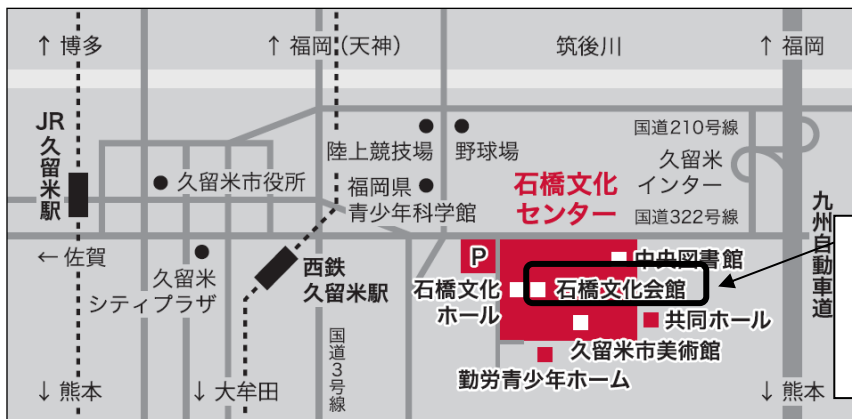 ↑ 博多
↑ 福岡（天神）
筑後川
↑ 福岡
JR久留米駅
陸上競技場
野球場
国道210号線
久留米
インター
久留米市役所
福岡県
青少年科学館
石橋文化
センター
国道322号線
九州自動車道
← 佐賀
久留米
シティプラザ
西鉄
久留米駅
P
中央図書館
石橋文化
ホール
石橋文化会館
共同ホール
国道3号線
久留米市美術館
勤労青少年ホーム
↓ 熊本
↓ 大牟田
↓ 熊本